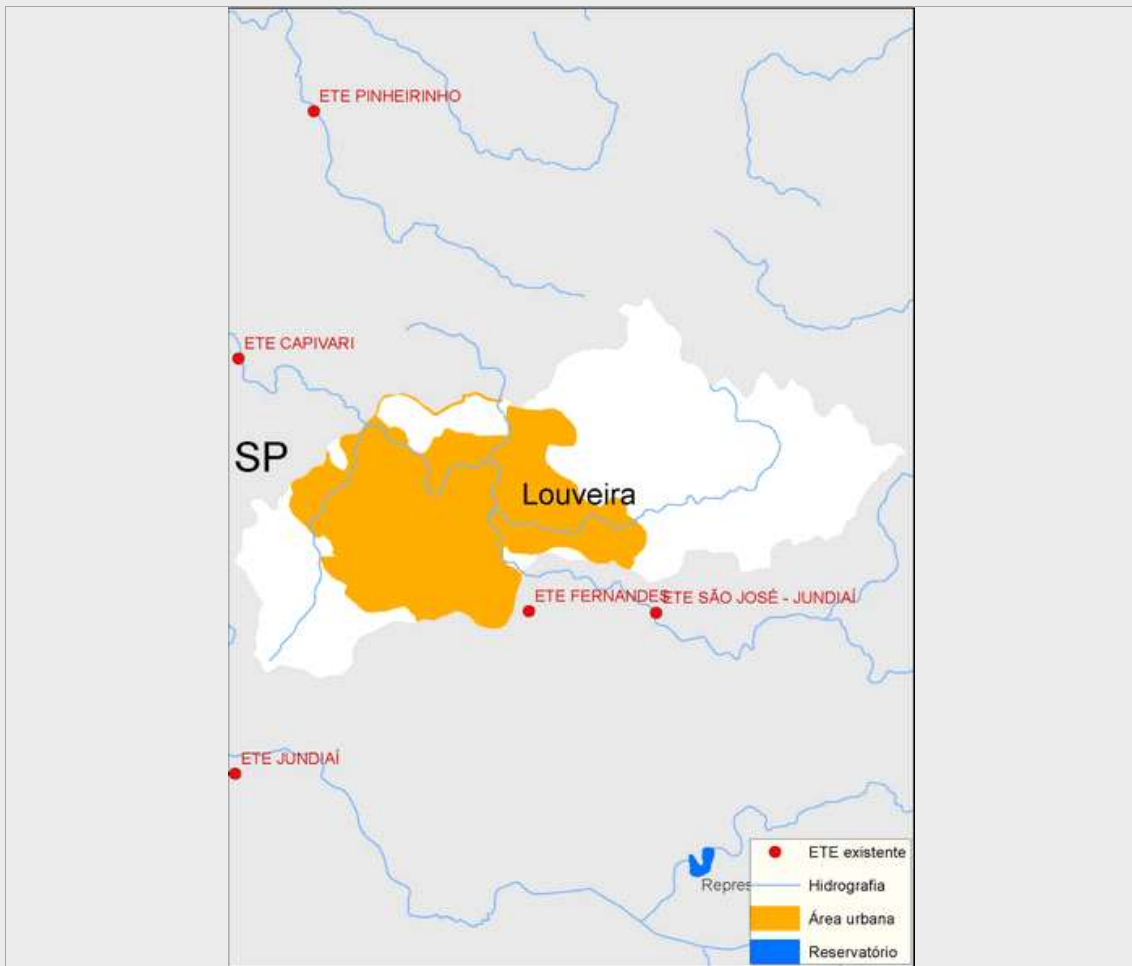 ETE PINHEIRINHO
ETE CAPIVARI
SP
Louveira
ETE FERNANDES
ETE SÃO JOSÉ - JUNDIAÍ
ETE JUNDIAÍ
Repres
ETE existente
Hidrografia
Área urbana
Reservatório